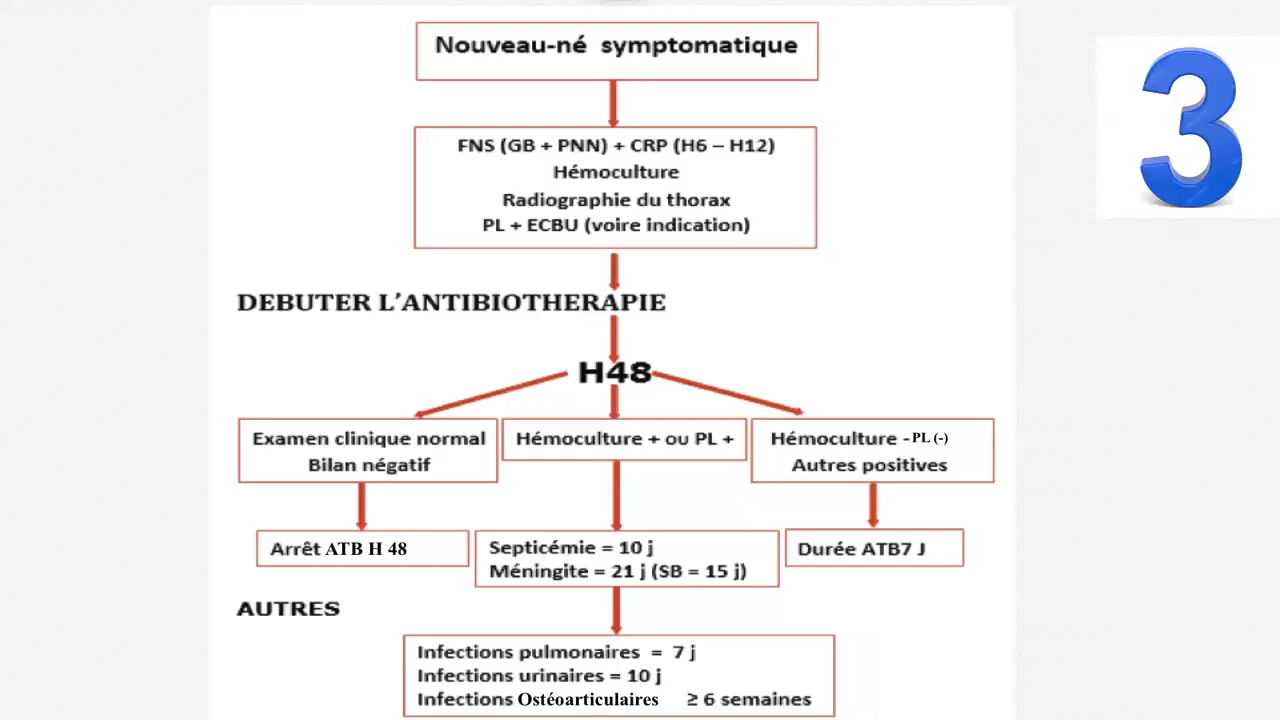 Nouveau-né symptomatique
3
FNS (GB + PNN) + CRP (H6 – H12)
Hémoculture
Radiographie du thorax
PL + ECBU (voire indication)
DEBUTER L’ANTIBIOTHERAPIE
H48
Examen clinique normal
Bilan négatif
Hémoculture + ou PL +
Hémoculture - PL (-)
Autres positives
Arrêt ATB H 48
Septicémie = 10 j
Méningite = 21 j (SB = 15 j)
Durée ATB7 J
AUTRES
Infections pulmonaires = 7 j
Infections urinaires = 10 j
Infections Ostéoarticulaires ≥ 6 semaines